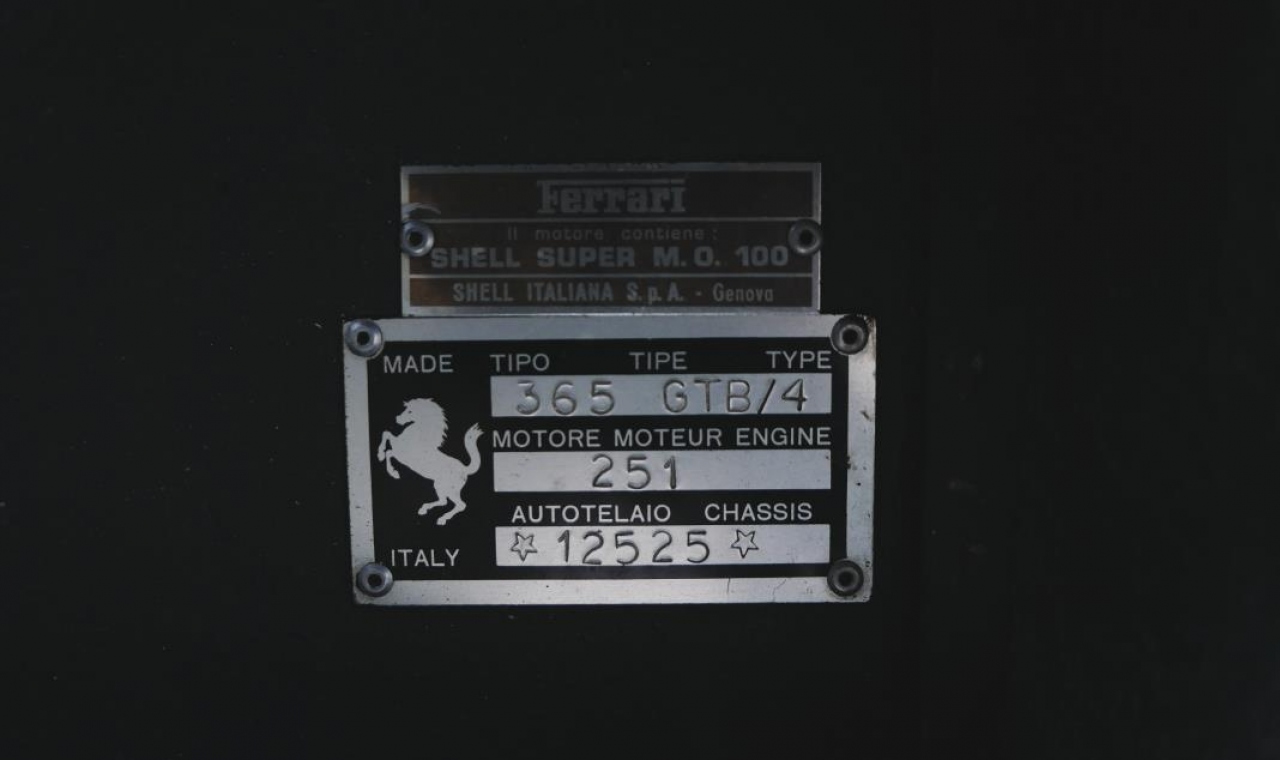 Ferrari
Il motore contiene:
SHELL SUPER M.O. 100
SHELL ITALIANA S.p.A. - Genova
MADE TIPO TIPE TYPE
365 GTB/4
MOTORE MOTEUR ENGINE
251
AUTOTELAIO CHASSIS
☆ 12525 ☆
ITALY